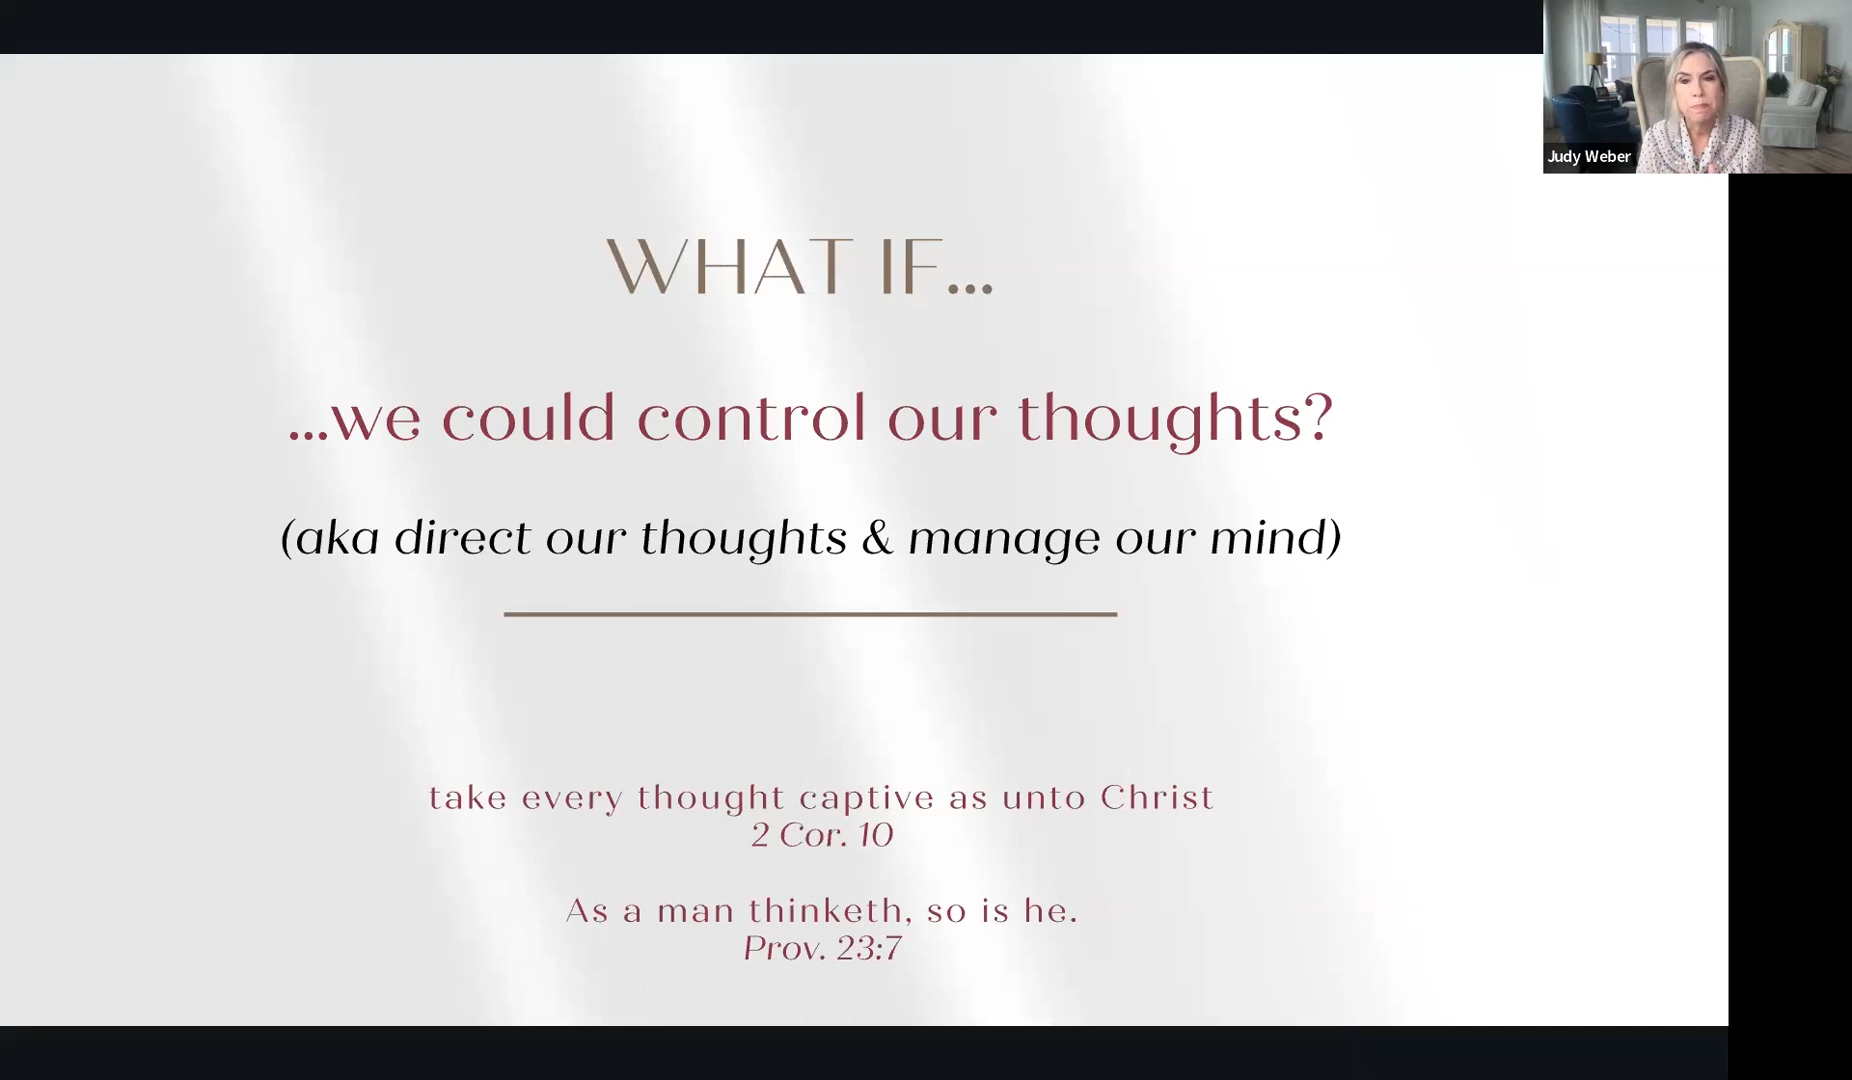 Judy Weber
WHAT IF...
...we could control our thoughts?
(aka direct our thoughts & manage our mind)
take every thought captive as unto Christ
2 Cor. 10
As a man thinketh, so is he.
Prov. 23:7